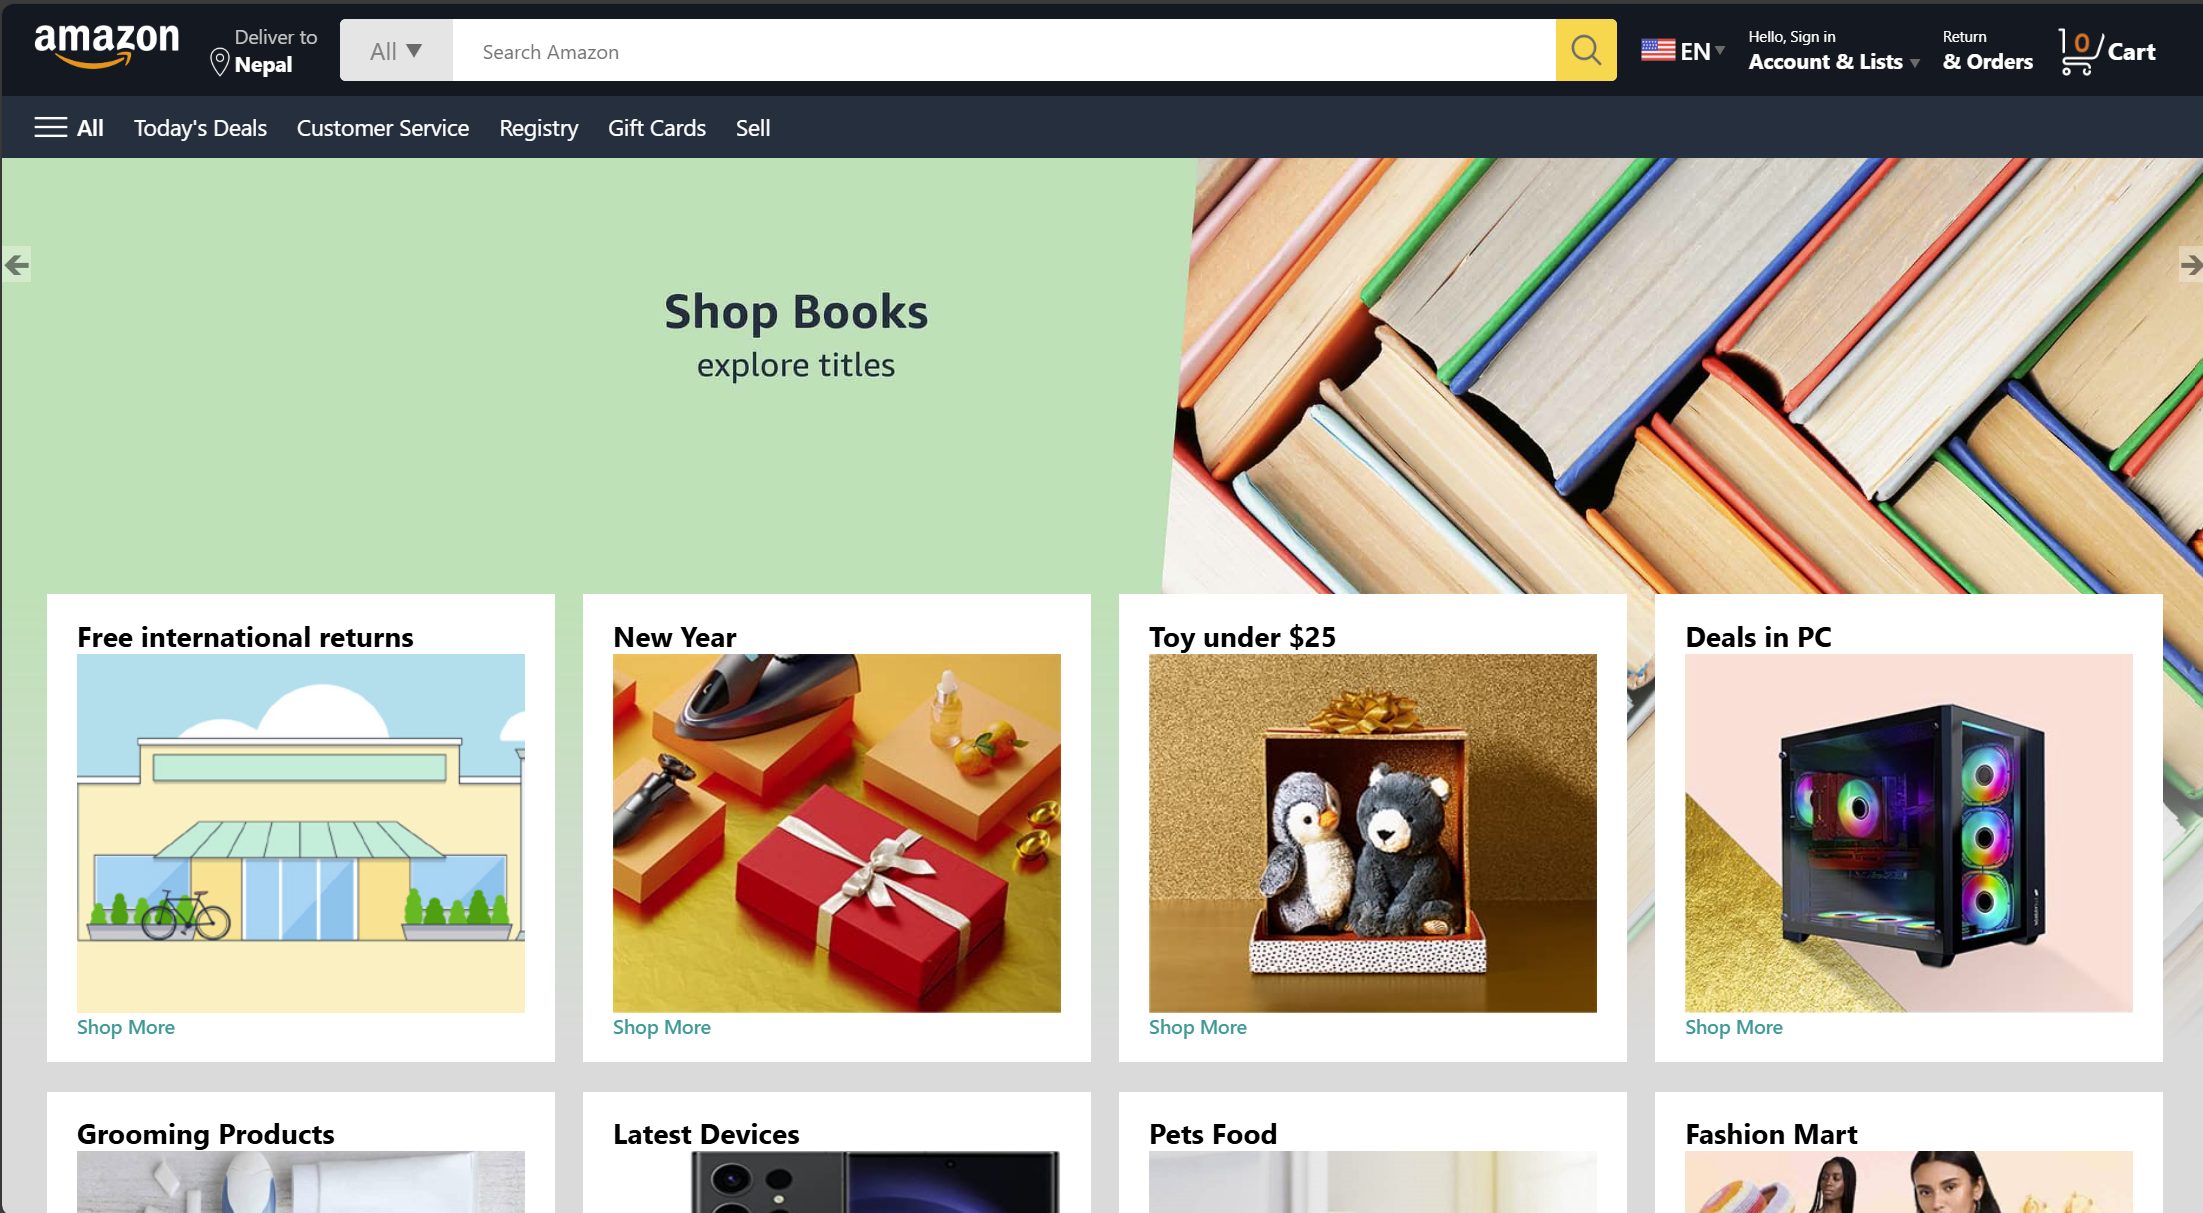 amazon
Deliver to
Nepal
All ▼
Search Amazon
EN
Hello, Sign in
Account & Lists
Return
& Orders
0
Cart
All
Today's Deals
Customer Service
Registry
Gift Cards
Sell
Shop Books
explore titles
Free international returns
New Year
Toy under $25
Deals in PC
Shop More
Shop More
Shop More
Shop More
Grooming Products
Latest Devices
Pets Food
Fashion Mart